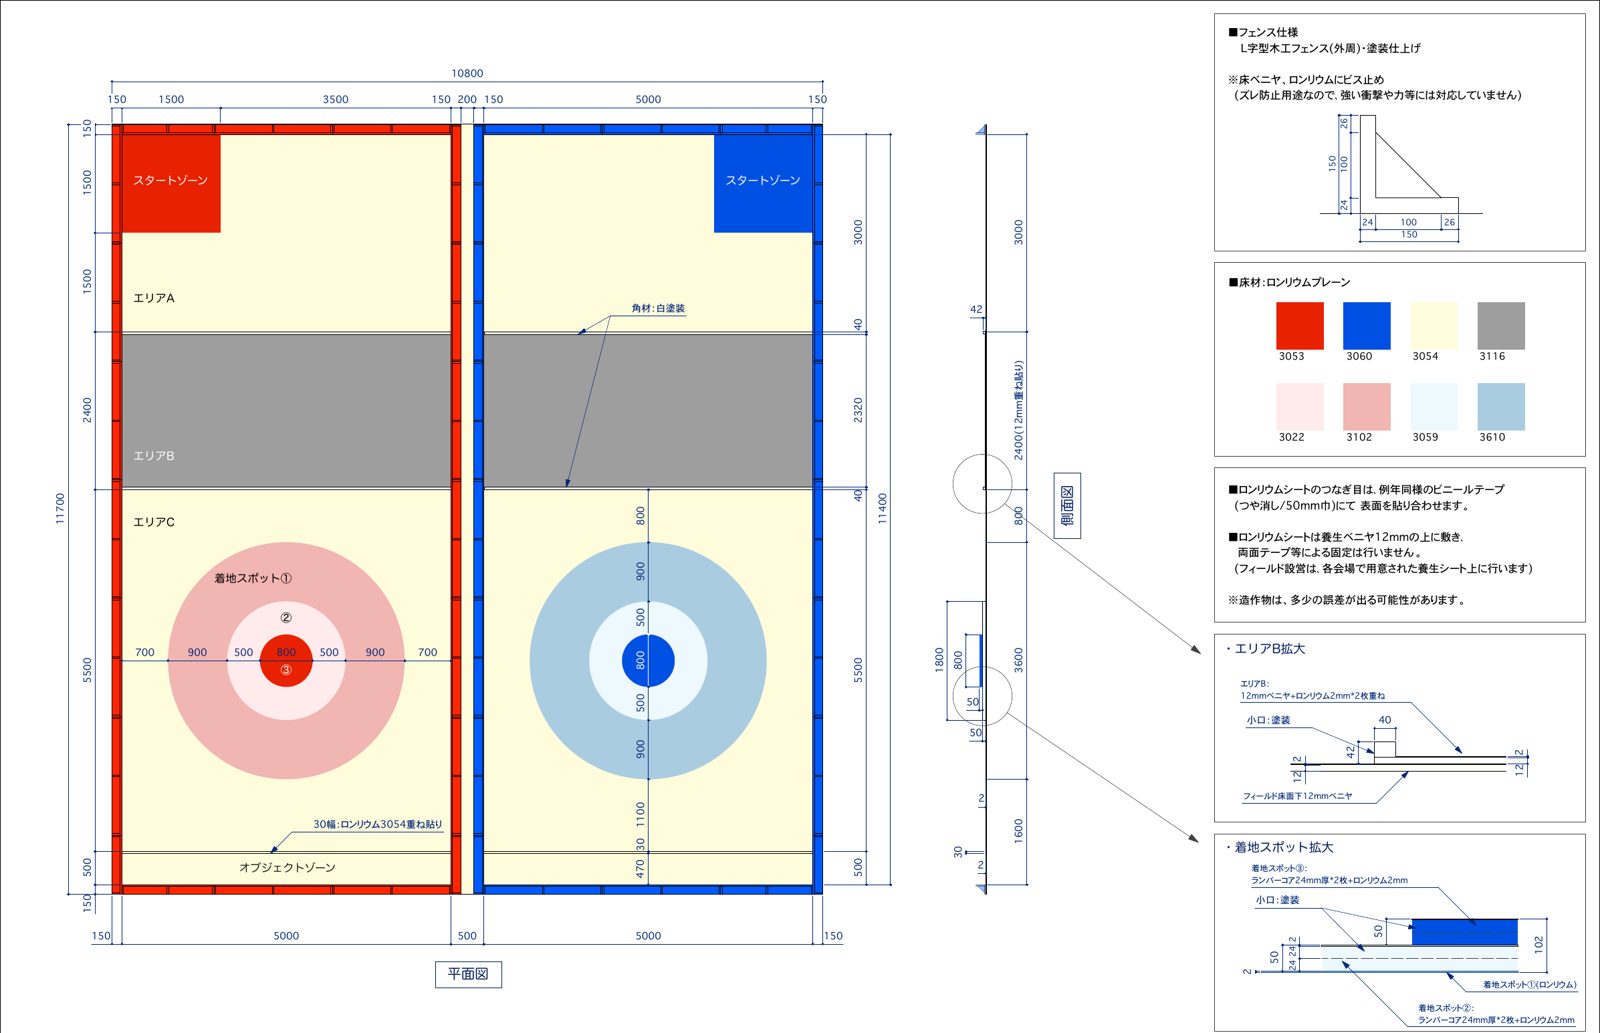 10800
150
1500
3500
150
200
150
5000
150
150
1500
1500
2400
11700
5500
500
150
スタートゾーン
スタートゾーン
エリアA
角材：白塗装
エリアB
エリアC
着地スポット①
②
③
700
900
500
800
500
900
700
800
900
500
800
500
900
1100
30
470
30幅：ロンリウム3054重ね貼り
オブジェクトゾーン
3000
40
2320
40
11400
5500
500
150
5000
500
5000
150
平面図
3000
42
2400(12mm重ね貼り)
800
側面図
1800
800
3600
50
50
2
1600
30
2
■フェンス仕様
L字型木工フェンス(外周)・塗装仕上げ
※床ベニヤ、ロンリウムにビス止め
(ズレ防止用途なので、強い衝撃や力等には対応していません)
26
150
100
24
24
100
26
150
■床材：ロンリウムプレーン
3053
3060
3054
3116
3022
3102
3059
3610
■ロンリウムシートのつなぎ目は、例年同様のビニールテープ
(つや消し/50mm巾)にて 表面を貼り合わせます。
■ロンリウムシートは養生ベニヤ12mmの上に敷き、
両面テープ等による固定は行いません。
(フィールド設営は、各会場で用意された養生シート上に行います)
※造作物は、多少の誤差が出る可能性があります。
・エリアB拡大
エリアB：
12mmベニヤ+ロンリウム2mm*2枚重ね
小口：塗装
40
42
2
12
2
12
フィールド床面下12mmベニヤ
・着地スポット拡大
着地スポット③：
ランバーコア24mm厚*2枚+ロンリウム2mm
小口：塗装
50
50
2
24
24
2
102
着地スポット①(ロンリウム)
着地スポット②：
ランバーコア24mm厚*2枚+ロンリウム2mm